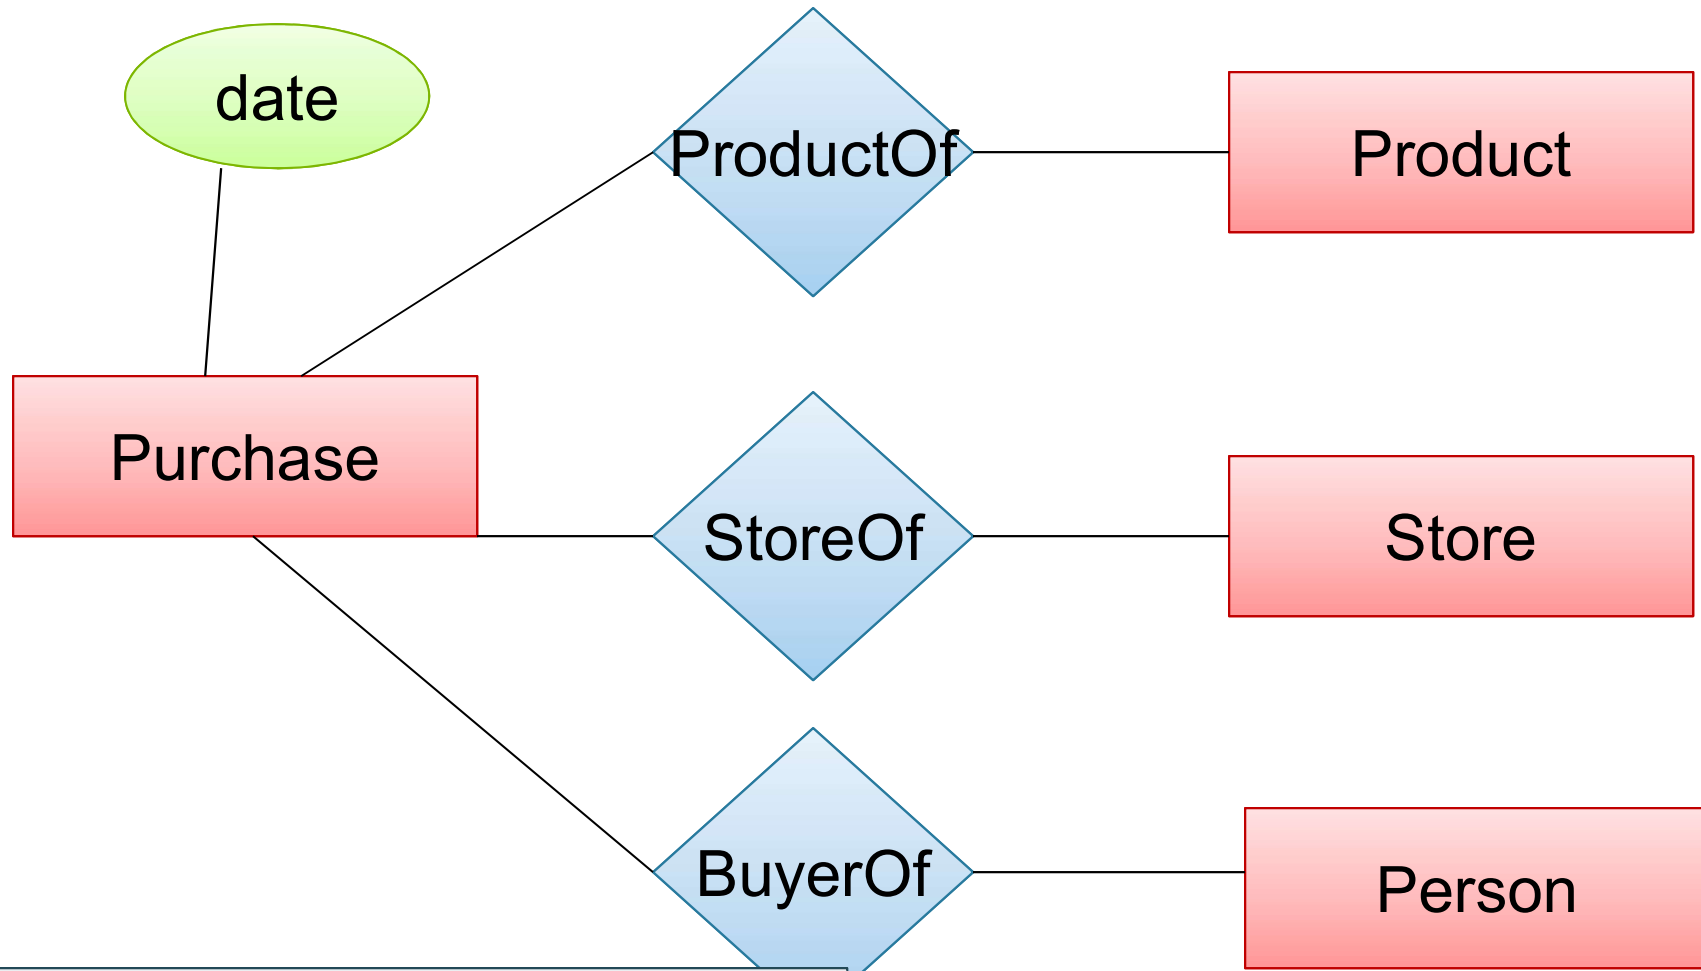 date
ProductOf
Product
Purchase
StoreOf
Store
BuyerOf
Person